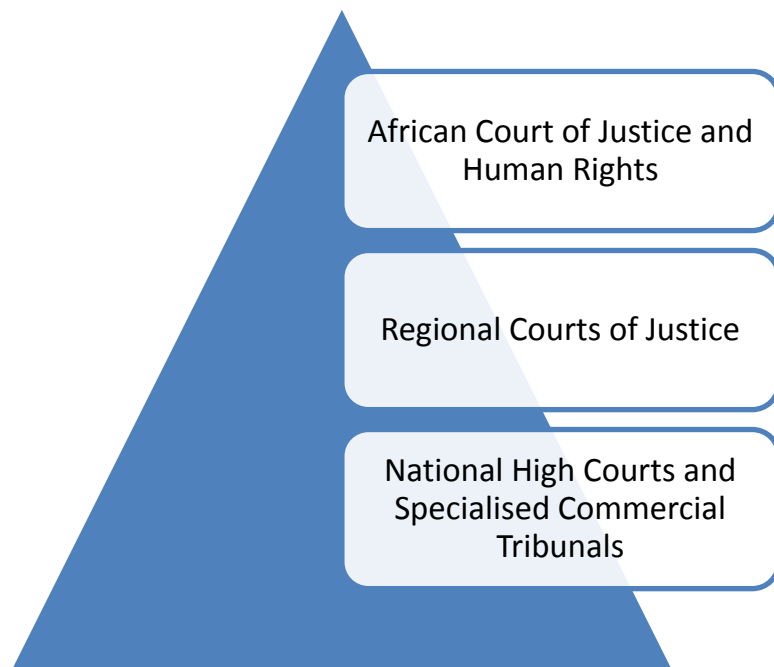 African Court of Justice and
Human Rights
Regional Courts of Justice
National High Courts and
Specialised Commercial
Tribunals